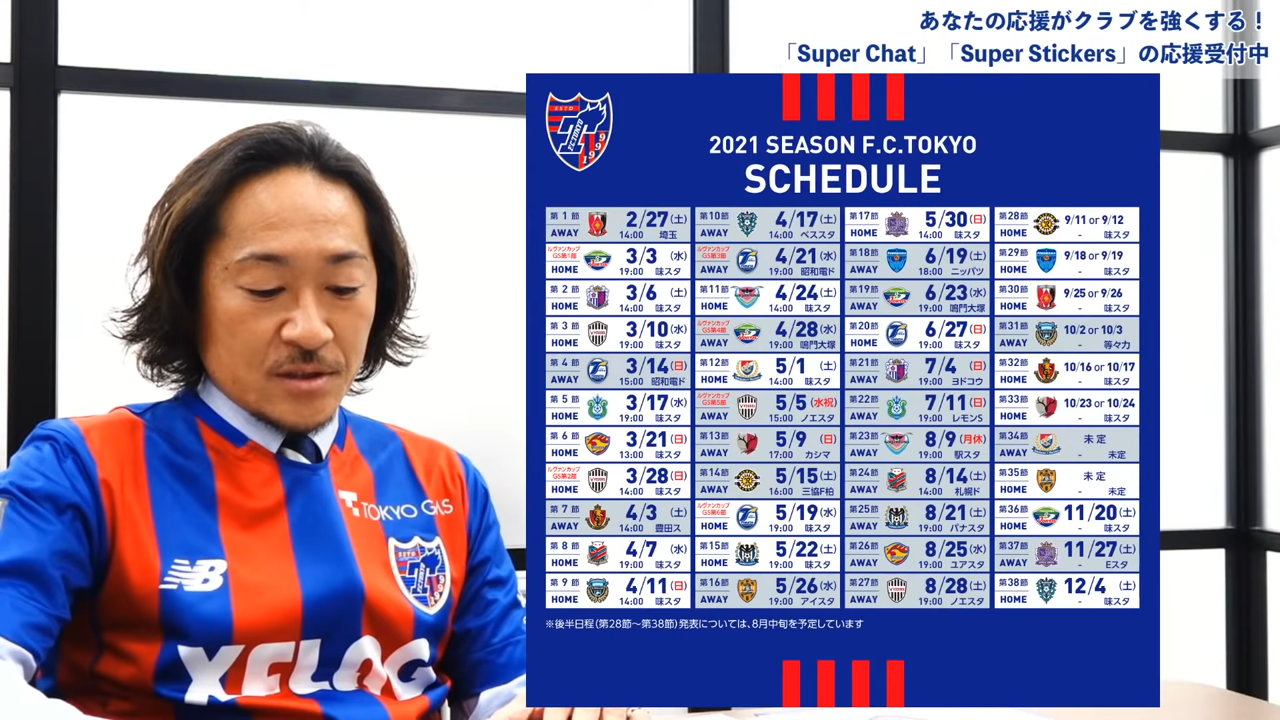 あなたの応援がクラブを強くする！
「Super Chat」「Super Stickers」の応援受付中
2021 SEASON F.C.TOKYO
SCHEDULE
第1節 AWAY 2/27(土) 14:00 埼玉
ルヴァンカップ GS第1節 HOME 3/3(水) 19:00 味スタ
第2節 HOME 3/6(土) 14:00 味スタ
第3節 HOME 3/10(水) 19:00 味スタ
第4節 AWAY 3/14(日) 15:00 昭和電ド
第5節 HOME 3/17(水) 19:00 味スタ
第6節 HOME 3/21(日) 13:00 味スタ
ルヴァンカップ GS第2節 HOME 3/28(日) 14:00 味スタ
第7節 AWAY 4/3(土) 14:00 豊田ス
第8節 HOME 4/7(水) 19:00 味スタ
第9節 HOME 4/11(日) 14:00 味スタ
第10節 AWAY 4/17(土) 14:00 ベススタ
ルヴァンカップ GS第3節 AWAY 4/21(水) 19:00 昭和電ド
第11節 HOME 4/24(土) 14:00 味スタ
ルヴァンカップ GS第4節 AWAY 4/28(水) 19:00 鳴門大塚
第12節 HOME 5/1(土) 14:00 味スタ
ルヴァンカップ GS第5節 AWAY 5/5(水祝) 15:00 ノエスタ
第13節 AWAY 5/9(日) 17:00 カシマ
第14節 AWAY 5/15(土) 16:00 三協F柏
ルヴァンカップ GS第6節 HOME 5/19(水) 19:00 味スタ
第15節 HOME 5/22(土) 19:00 味スタ
第16節 AWAY 5/26(水) 19:00 アイスタ
第17節 HOME 5/30(日) 14:00 味スタ
第18節 AWAY 6/19(土) 18:00 ニッパツ
第19節 AWAY 6/23(水) 19:00 鳴門大塚
第20節 HOME 6/27(日) 19:00 味スタ
第21節 AWAY 7/4(日) 19:00 ヨドコウ
第22節 AWAY 7/11(日) 19:00 レモンS
第23節 AWAY 8/9(月休) 19:00 駅スタ
第24節 AWAY 8/14(土) 14:00 札幌ド
第25節 AWAY 8/21(土) 19:00 パナスタ
第26節 AWAY 8/25(水) 19:00 ユアスタ
第27節 AWAY 8/28(土) 19:00 ノエスタ
第28節 HOME 9/11 or 9/12 - 味スタ
第29節 HOME 9/18 or 9/19 - 味スタ
第30節 HOME 9/25 or 9/26 - 味スタ
第31節 AWAY 10/2 or 10/3 - 等々力
第32節 HOME 10/16 or 10/17 - 味スタ
第33節 HOME 10/23 or 10/24 - 味スタ
第34節 AWAY 未定 - 未定
第35節 HOME 未定 - 未定
第36節 HOME 11/20(土) - 味スタ
第37節 AWAY 11/27(土) - Eスタ
第38節 HOME 12/4(土) - 味スタ
※後半日程(第28節～第38節)発表については、8月中旬を予定しています
TOKYO GAS
NB
XFLAG